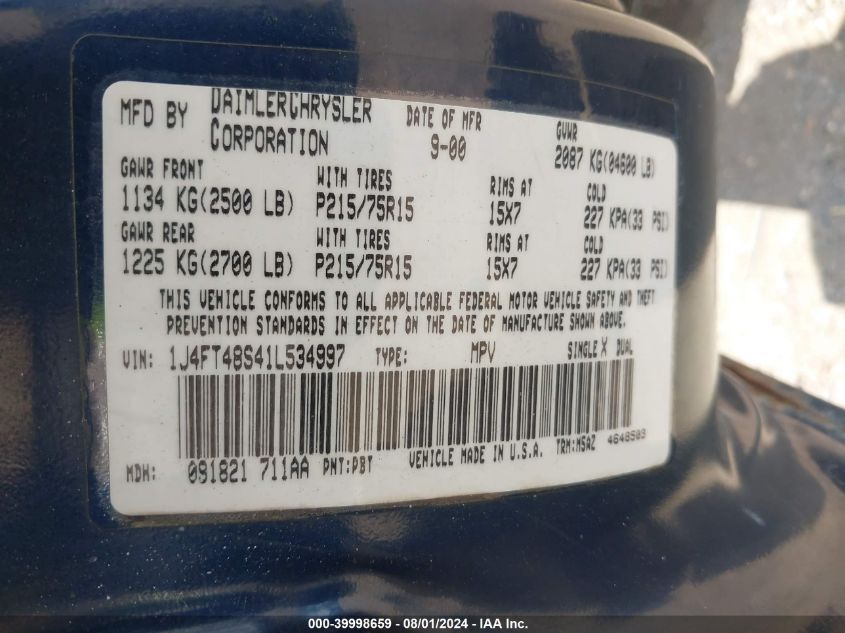 MFD BY DAIMLERCHRYSLER CORPORATION DATE OF MFR 9-00 GVWR 2087 KG(04600 LB)
GAWR FRONT WITH TIRES RIMS AT COLD
1134 KG(2500 LB) P215/75R15 15X7 227 KPA(33 PSI)
GAWR REAR WITH TIRES RIMS AT COLD
1225 KG(2700 LB) P215/75R15 15X7 227 KPA(33 PSI)
THIS VEHICLE CONFORMS TO ALL APPLICABLE FEDERAL MOTOR VEHICLE SAFETY AND THEFT
PREVENTION STANDARDS IN EFFECT ON THE DATE OF MANUFACTURE SHOWN ABOVE.
VIN: 1J4FT48S41L534997 TYPE: MPV SINGLE X DUAL
MDH: 091821 711AA PNT:PBT VEHICLE MADE IN U.S.A. TRM:MSAZ 4648503
000-39998659 - 08/01/2024 - IAA Inc.